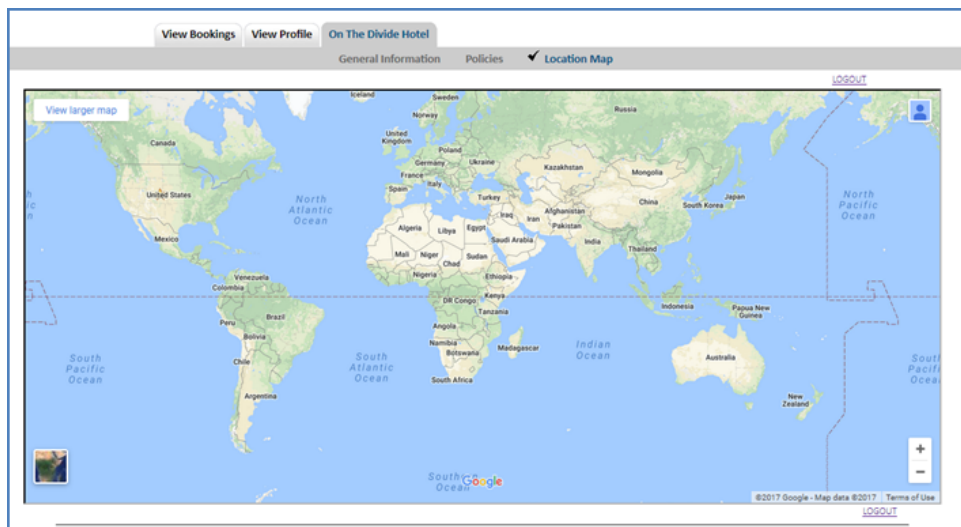 View Bookings View Profile On The Divide Hotel
General Information Policies Location Map
LOGOUT
View larger map
Iceland
Sweden
Norway
Russia
Canada
United
Kingdom
Poland
Germany
Ukraine
Kazakhstan
Mongolia
France
Italy
Spain
Turkey
United States
North
Atlantic
Ocean
China
South Korea
Japan
North
Pacific
Ocean
Iraq
Iran
Afghanistan
Pakistan
Algeria
Libya
Egypt
Saudi Arabia
India
Mexico
Mali
Niger
Chad
Sudan
Thailand
Nigeria
Ethiopia
Venezuela
Colombia
DR Congo
Kenya
Tanzania
Indonesia
Papua New
Guinea
Peru
Brazil
Bolivia
Angola
Namibia
Botswana
Madagascar
Indian
Ocean
Australia
South
Pacific
Ocean
Chile
South
Atlantic
Ocean
South Africa
Argentina
New
Zealand
Ocean
Google
+
−
©2017 Google - Map data ©2017 Terms of Use
LOGOUT